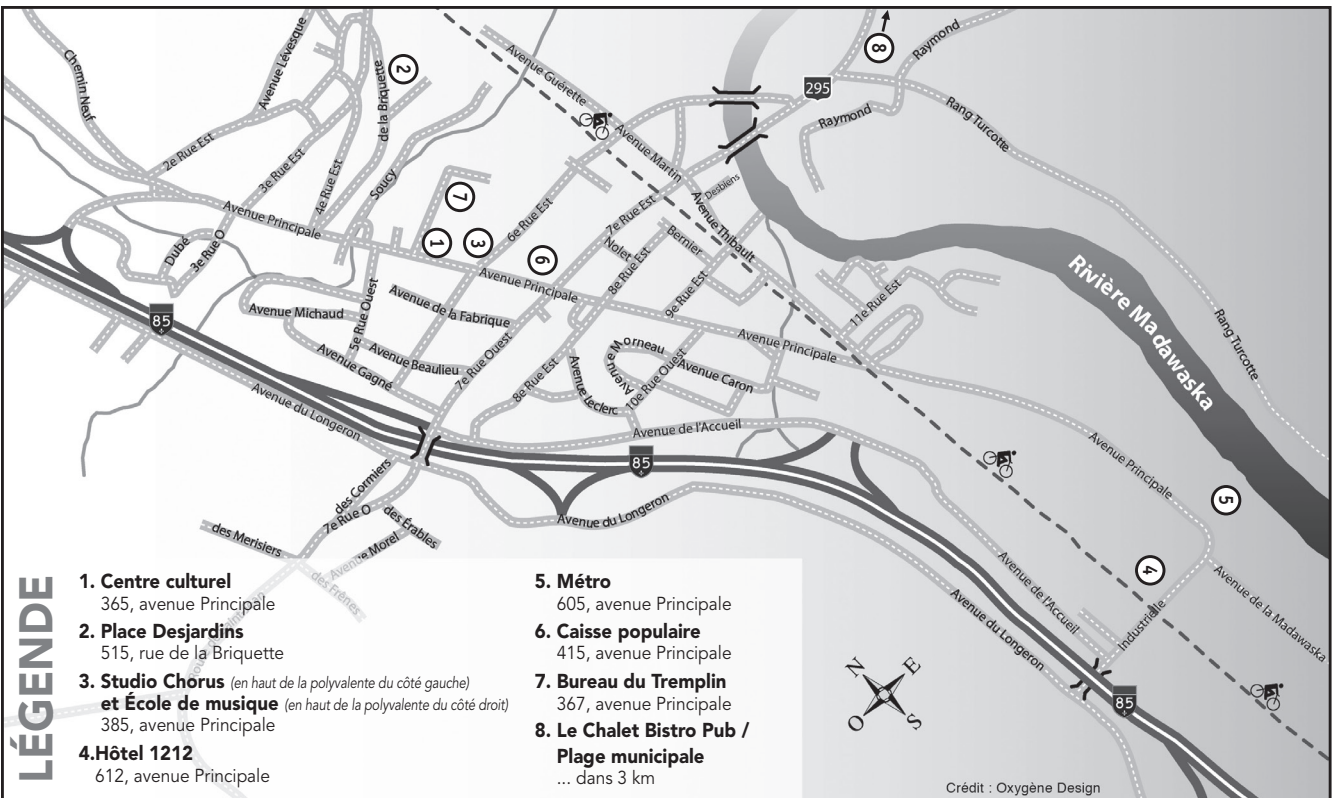 Chemin Neuf
Avenue Lévesque
de la Briquette
2
Avenue Guérette
8
Raymond
295
Raymond
Rang Turcotte
2e Rue Est
3e Rue Est
4e Rue Est
Soucy
7
Avenue Martin
Desbiens
Avenue Principale
1
3
6e Rue Est
6
7e Rue Est
Avenue Thibault
Dubé
3e Rue O
Nolet
Bernier
8e Rue Est
9e Rue Est
11e Rue Est
Rivière Madawaska
Rang Turcotte
Avenue Principale
Avenue Michaud
5e Rue Ouest
Avenue de la Fabrique
85
Avenue Principale
Avenue Gagné
Avenue Beaulieu
7e Rue Ouest
8e Rue Est
Avenue leclerc
Avenue Morneau
10e Rue Ouest
Avenue Caron
Avenue du Longeron
Avenue de l'Accueil
85
Avenue Principale
5
des Cormiers
7e Rue O
des Érables
Avenue Morel
des Merisiers
des Frênes
Avenue du Longeron
4
Avenue de l'Accueil
Industrielle
Avenue de la Madawaska
Avenue du Longeron
85
N
E
O
S
LÉGENDE
1. Centre culturel
365, avenue Principale
2. Place Desjardins
515, rue de la Briquette
3. Studio Chorus (en haut de la polyvalente du côté gauche)
et École de musique (en haut de la polyvalente du côté droit)
385, avenue Principale
4.Hôtel 1212
612, avenue Principale
5. Métro
605, avenue Principale
6. Caisse populaire
415, avenue Principale
7. Bureau du Tremplin
367, avenue Principale
8. Le Chalet Bistro Pub /
Plage municipale
... dans 3 km
Crédit : Oxygène Design